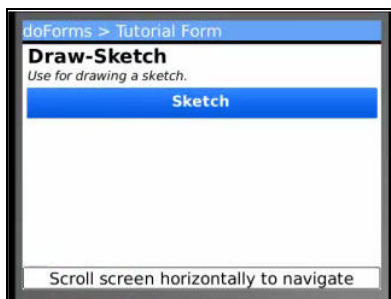 doForms > Tutorial Form
Draw-Sketch
Use for drawing a sketch.
Sketch
Scroll screen horizontally to navigate